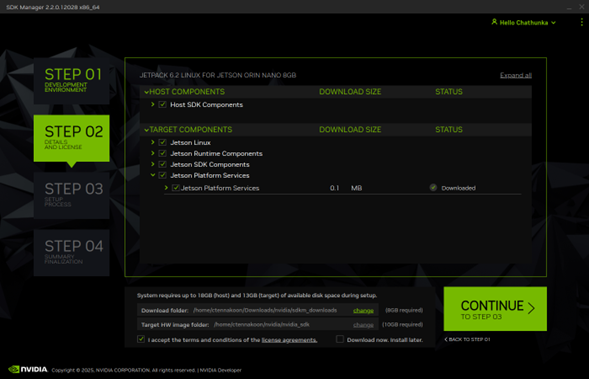 SDK Manager 2.2.0.12028 x86_64
Hello Chathunka
STEP 01
DEVELOPMENT
ENVIRONMENT
STEP 02
DETAILS
AND LICENSE
STEP 03
SETUP
PROCESS
STEP 04
SUMMARY
FINALIZATION
JETPACK 6.2 LINUX FOR JETSON ORIN NANO 8GB
Expand all
HOST COMPONENTS DOWNLOAD SIZE STATUS
Host SDK Components
TARGET COMPONENTS DOWNLOAD SIZE STATUS
Jetson Linux
Jetson Runtime Components
Jetson SDK Components
Jetson Platform Services
Jetson Platform Services 0.1 MB Downloaded
System requires up to 18GB (host) and 13GB (target) of available disk space during setup.
Download folder: /home/ctennakoon/Downloads/nvidia/sdkm_downloads change (8GB required)
Target HW image folder: /home/ctennakoon/nvidia/nvidia_sdk change (10GB required)
I accept the terms and conditions of the license agreements. Download now. Install later.
CONTINUE
TO STEP 03
BACK TO STEP 01
NVIDIA Copyright © 2025, NVIDIA CORPORATION. All rights reserved. | NVIDIA Developer